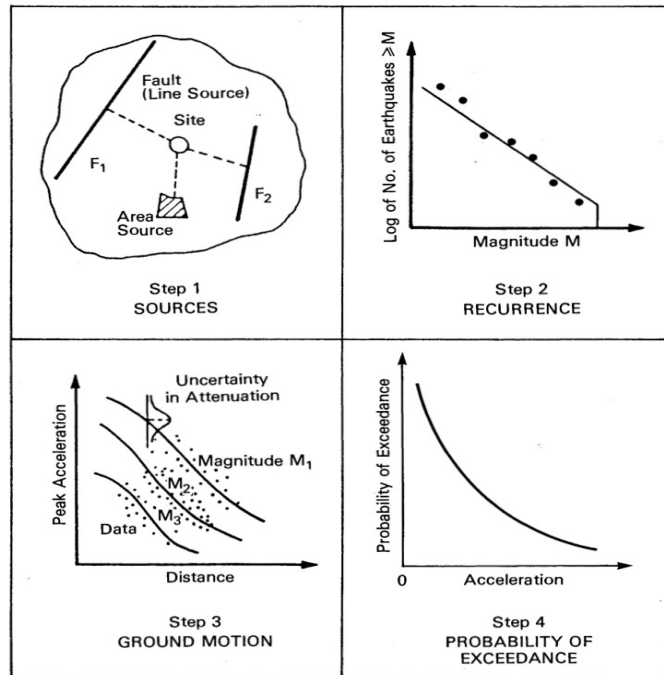 Fault
(Line Source)
Site
F1
F2
Area
Source
Step 1
SOURCES
Log of No. of Earthquakes ≥M
Magnitude M
Step 2
RECURRENCE
Uncertainty
in Attenuation
Peak Acceleration
Magnitude M1
M2
M3
Data
Distance
Step 3
GROUND MOTION
Probability of Exceedance
0
Acceleration
Step 4
PROBABILITY OF
EXCEEDANCE